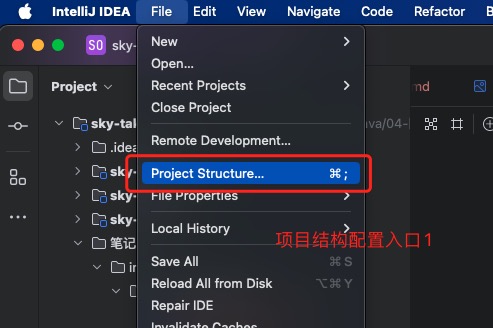 IntelliJ IDEA File Edit View Navigate Code Refactor
SO sky-
New
Open...
Recent Projects
Close Project
Remote Development...
Project Structure... ⌘ ;
File Properties
Local History
Save All ⌘ S
Reload All from Disk ⌥⌘ Y
Repair IDE
Invalidate Caches
Project
sky-tak
.idea
sky-
sky-
sky-
笔记
in
md
ava/04-
项目结构配置入口1